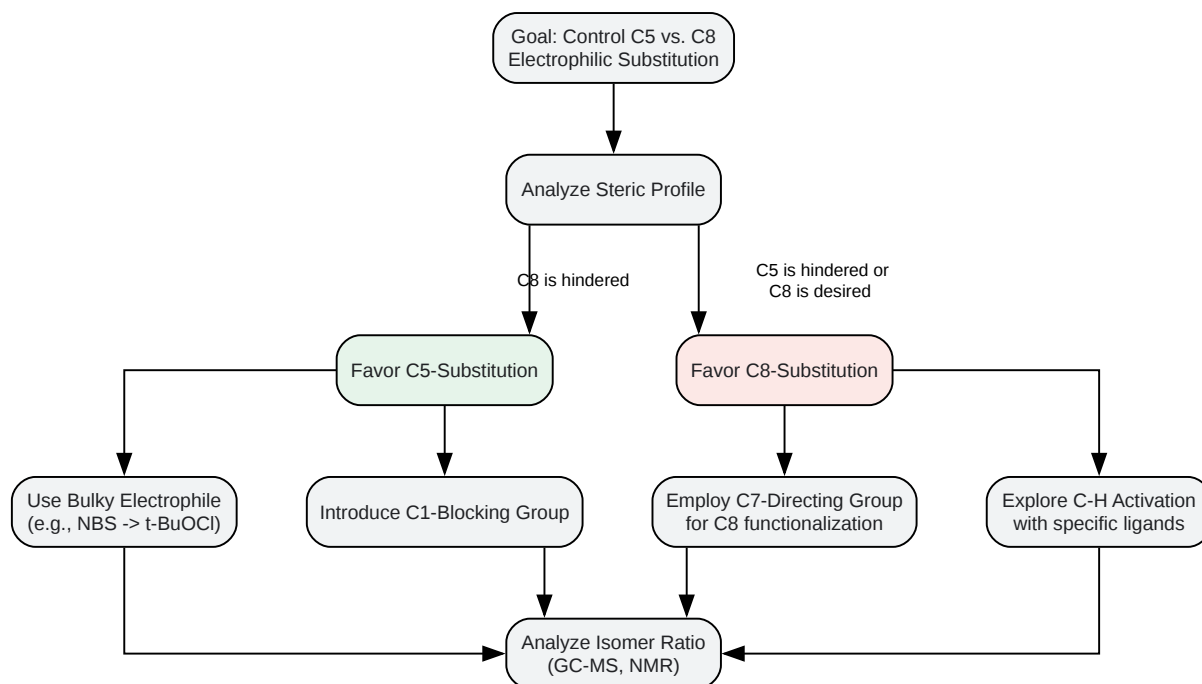 Goal: Control C5 vs. C8
Electrophilic Substitution
Analyze Steric Profile
C8 is hindered
C5 is hindered or
C8 is desired
Favor C5-Substitution
Favor C8-Substitution
Use Bulky Electrophile
(e.g., NBS -> t-BuOCl)
Introduce C1-Blocking Group
Employ C7-Directing Group
for C8 functionalization
Explore C-H Activation
with specific ligands
Analyze Isomer Ratio
(GC-MS, NMR)